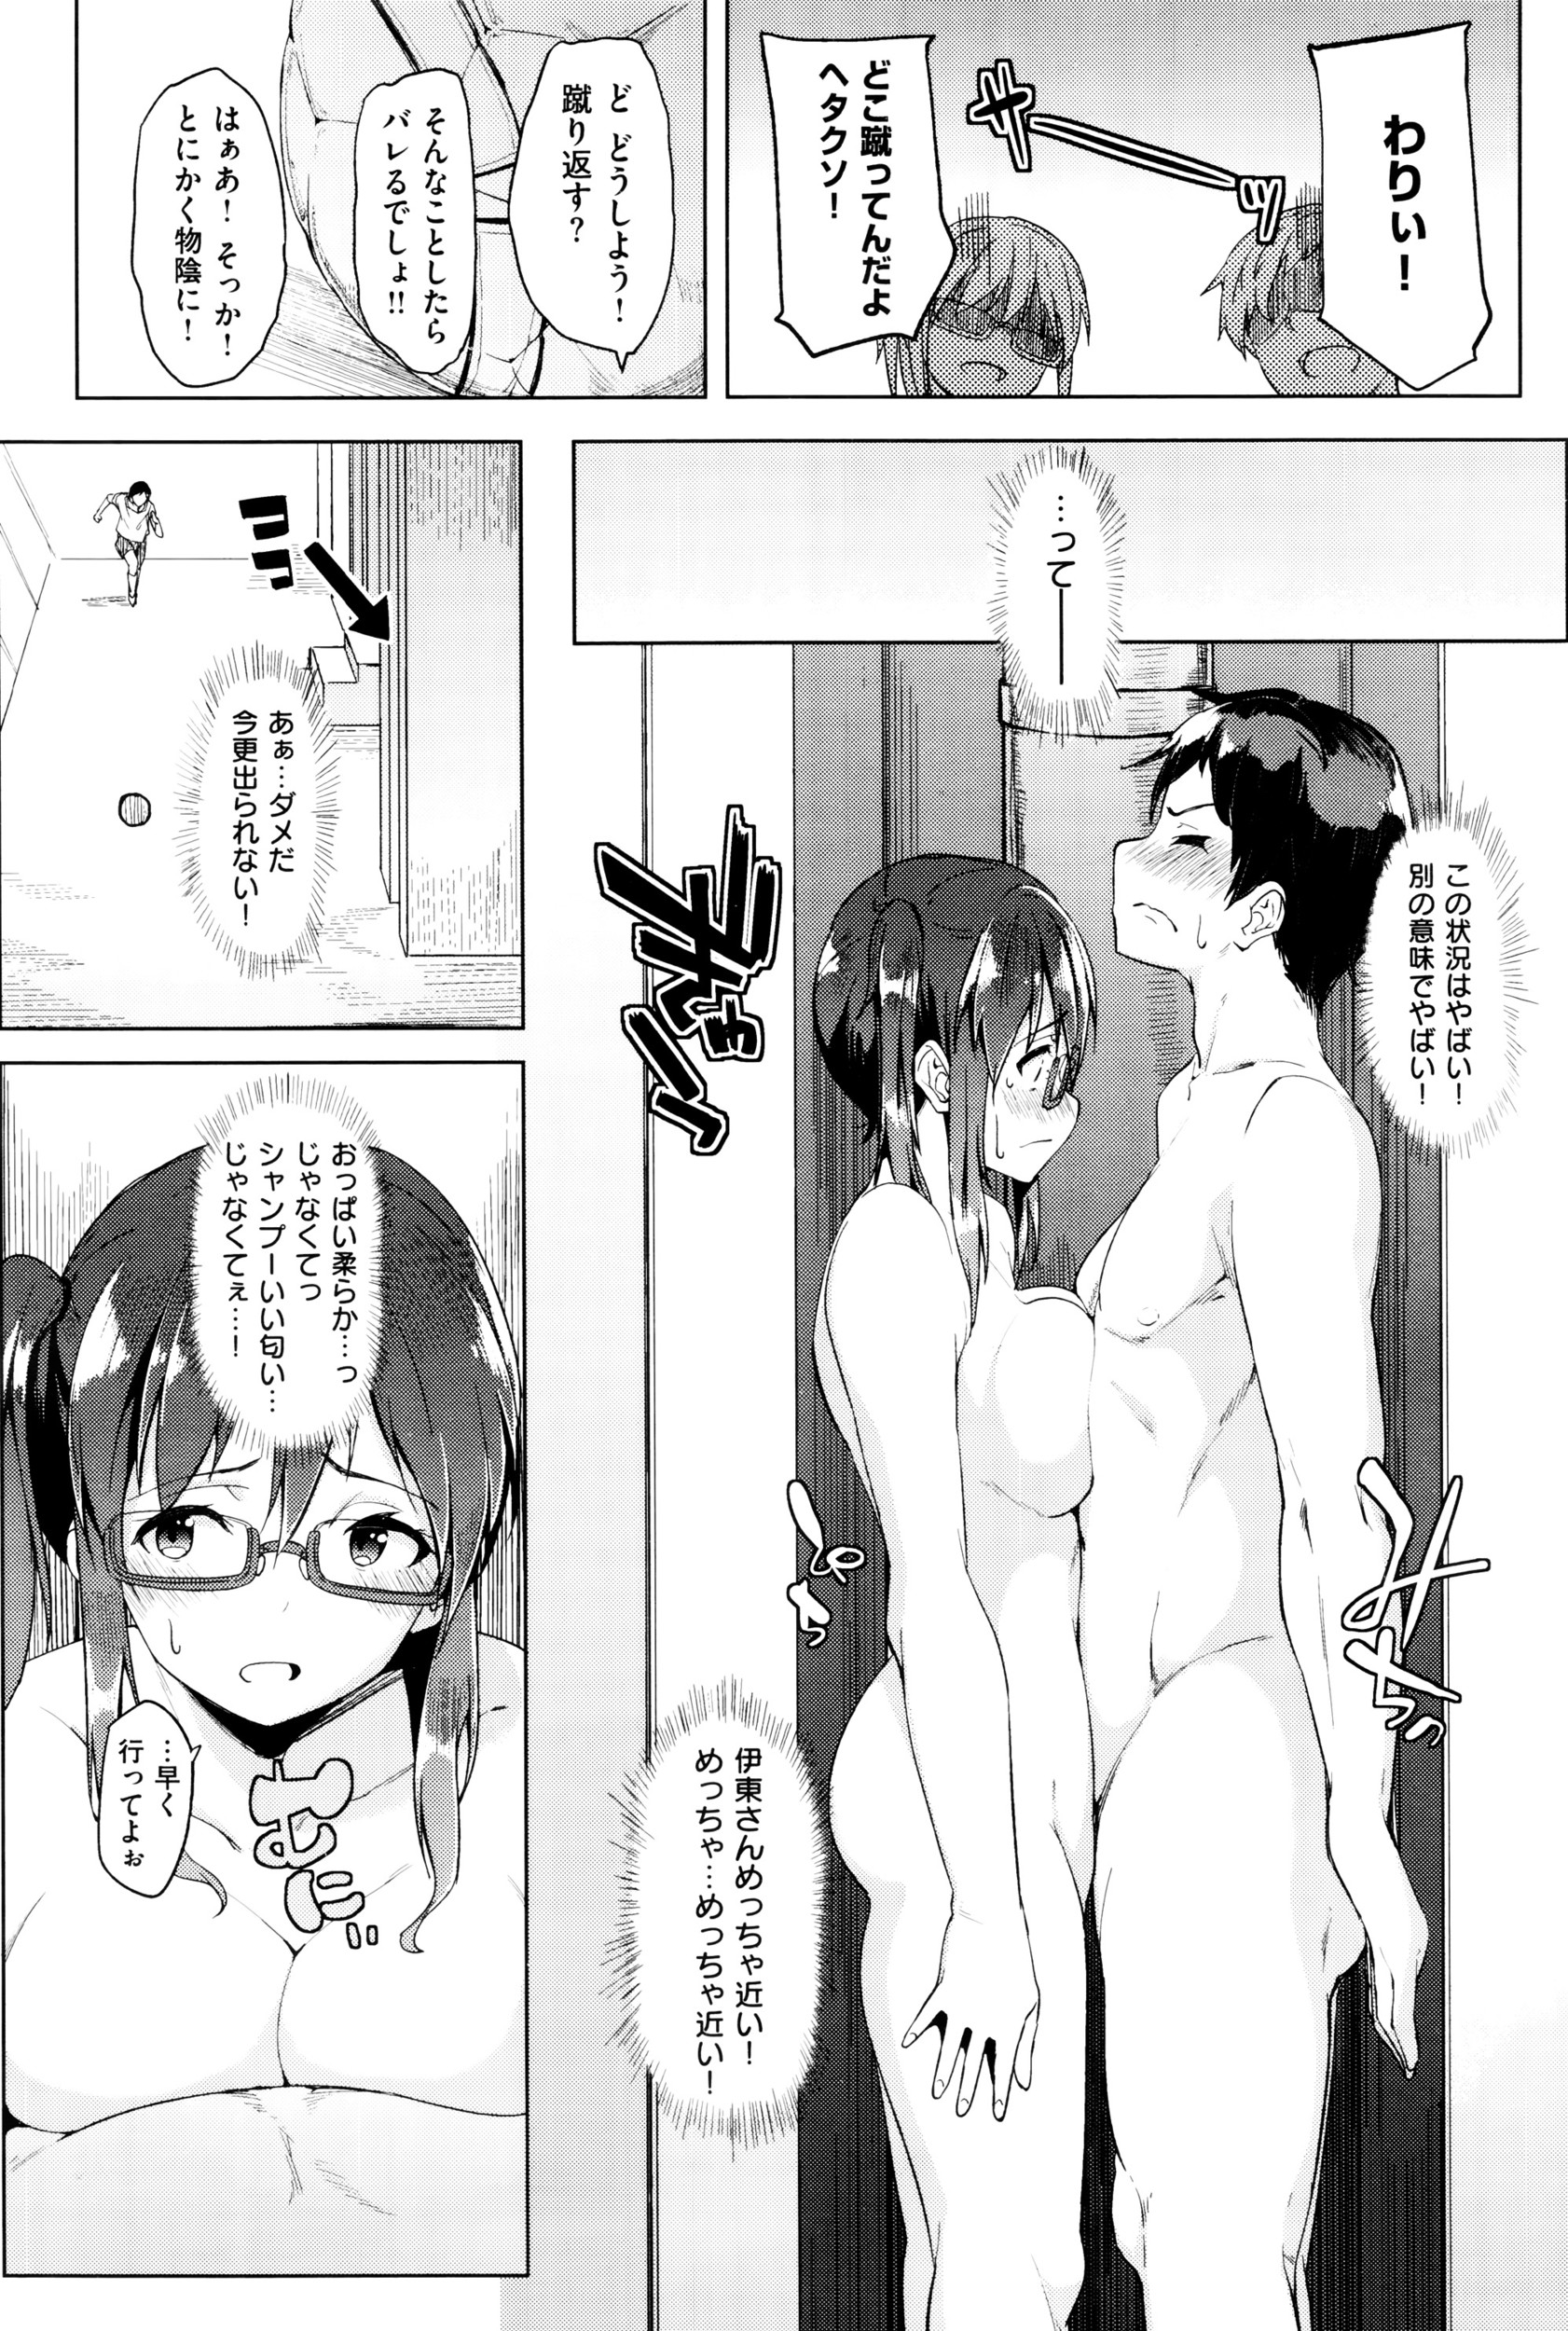 わりぃ！
どこ蹴ってんだよ
ヘタクソ！
ど どうしよう！
蹴り返す？
そんなことしたら
バレるでしょ!!
はぁあ！そっか！
とにかく物陰に！
…って――
この状況はやばい！
別の意味でやばい！
伊東さんめっちゃ近い！
めっちゃ…めっちゃ近い！
ミチッ
ココ
あぁ…ダメだ
今更出られない！
おっぱい柔らか…っ
じゃなくてっ
シャンプーいい匂い…
じゃなくてぇ…！
…早く
行ってよぉ
むに